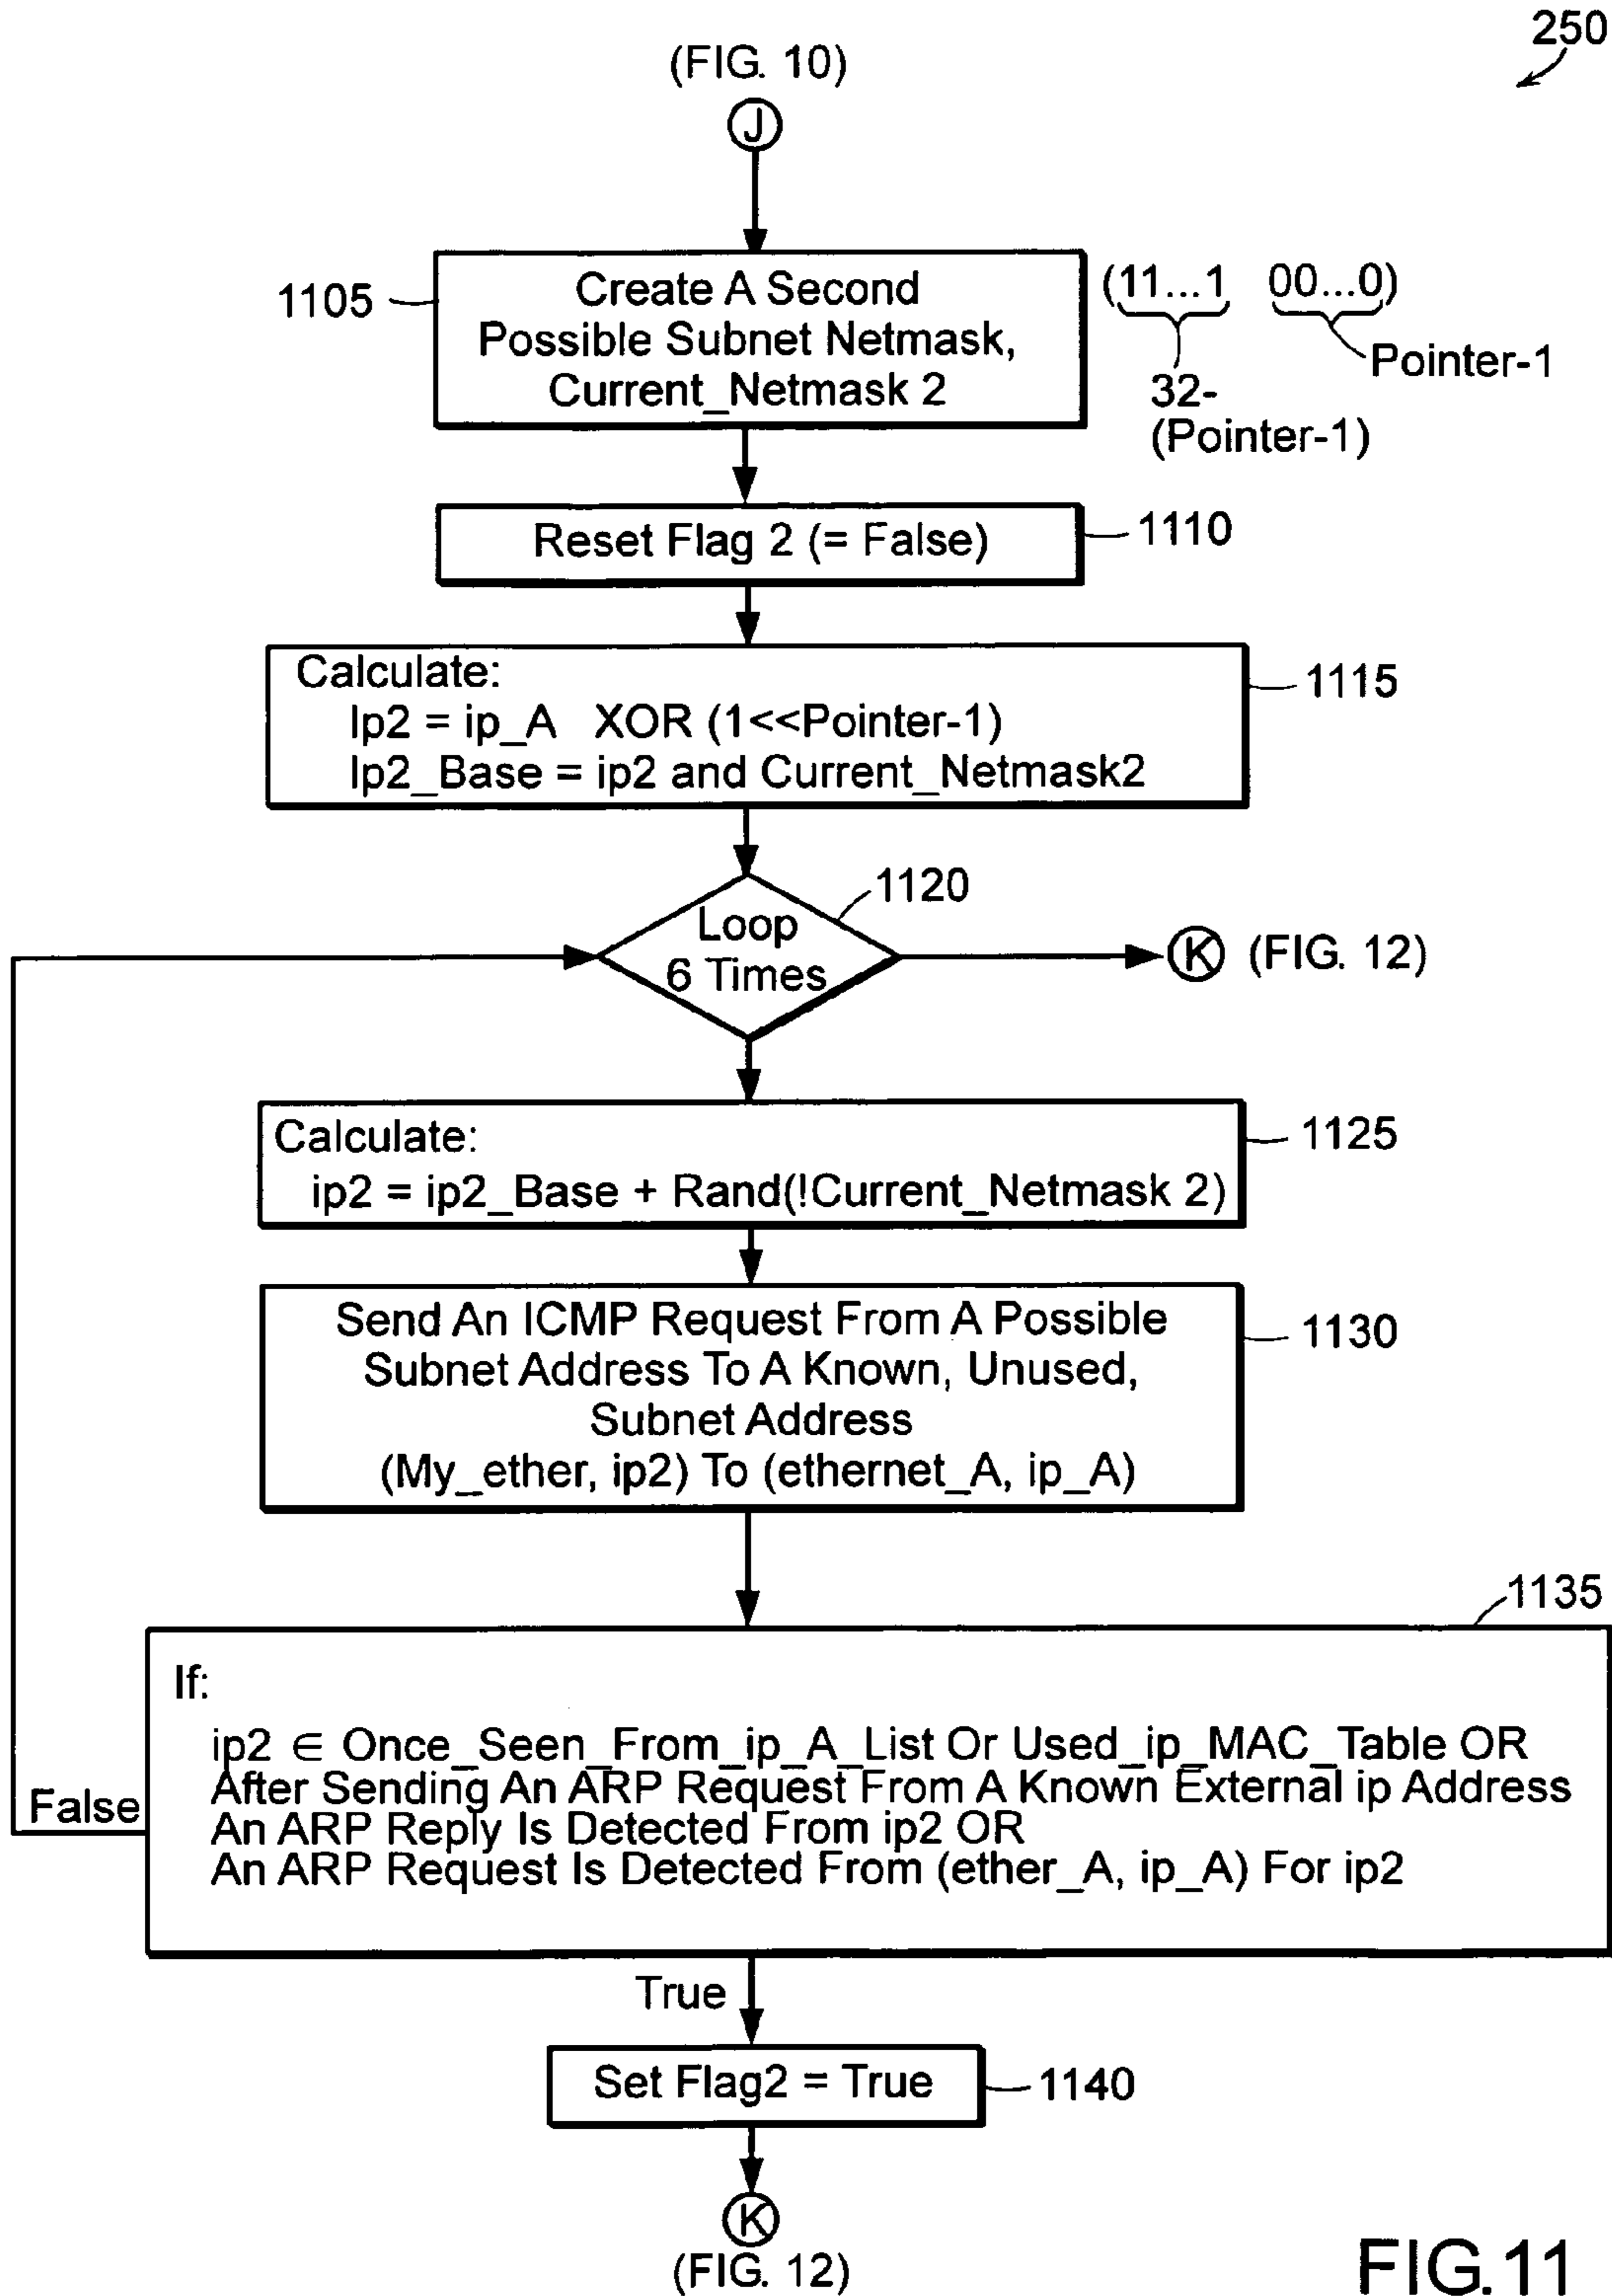 250
(FIG. 10)
J
1105
Create A Second
Possible Subnet Netmask,
Current_Netmask 2
(11...1 00...0)
Pointer-1
32-
(Pointer-1)
Reset Flag 2 (= False)
1110
Calculate:
Ip2 = ip_A XOR (1<<Pointer-1)
Ip2_Base = ip2 and Current_Netmask2
1115
1120
Loop
6 Times
K (FIG. 12)
Calculate:
ip2 = ip2_Base + Rand(!Current_Netmask 2)
1125
Send An ICMP Request From A Possible
Subnet Address To A Known, Unused,
Subnet Address
(My_ether, ip2) To (ethernet_A, ip_A)
1130
1135
If:
ip2 ∈ Once_Seen_From_ip_A_List Or Used_ip_MAC_Table OR
After Sending An ARP Request From A Known External ip Address
An ARP Reply Is Detected From ip2 OR
An ARP Request Is Detected From (ether_A, ip_A) For ip2
False
True
Set Flag2 = True
1140
K
(FIG. 12)
FIG.11